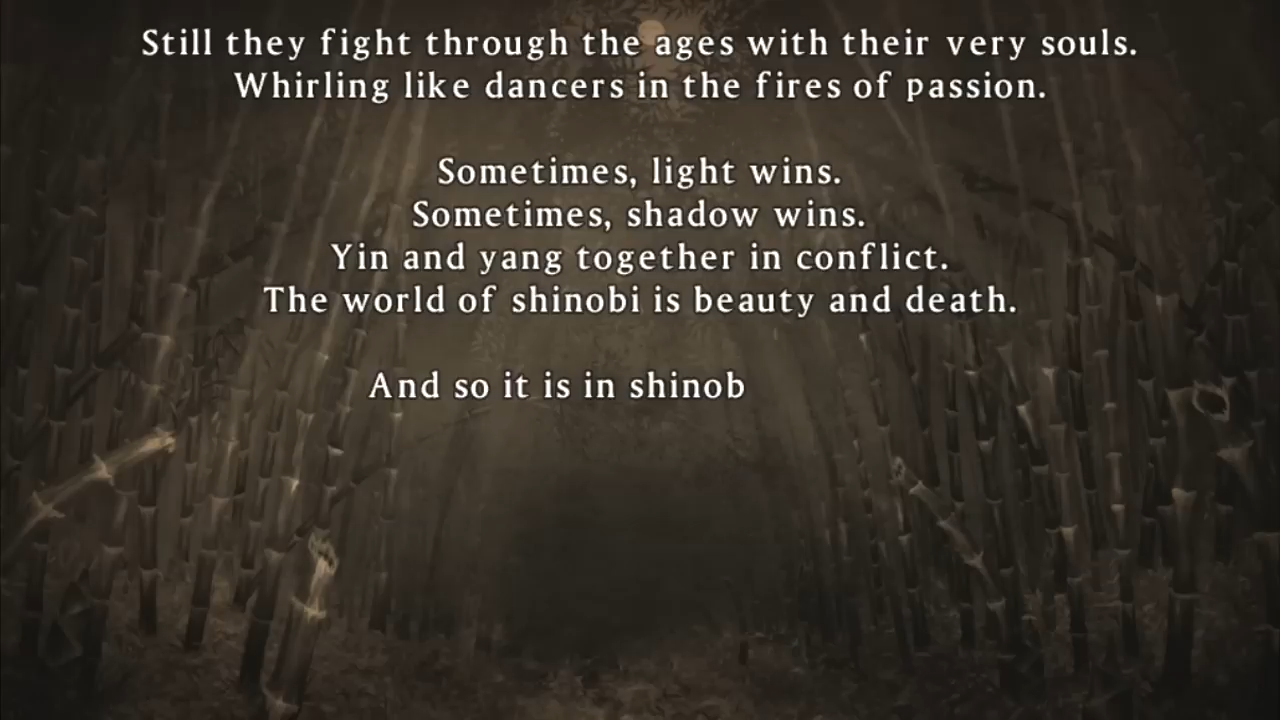 Still they fight through the ages with their very souls.
Whirling like dancers in the fires of passion.
Sometimes, light wins.
Sometimes, shadow wins.
Yin and yang together in conflict.
The world of shinobi is beauty and death.
And so it is in shinob